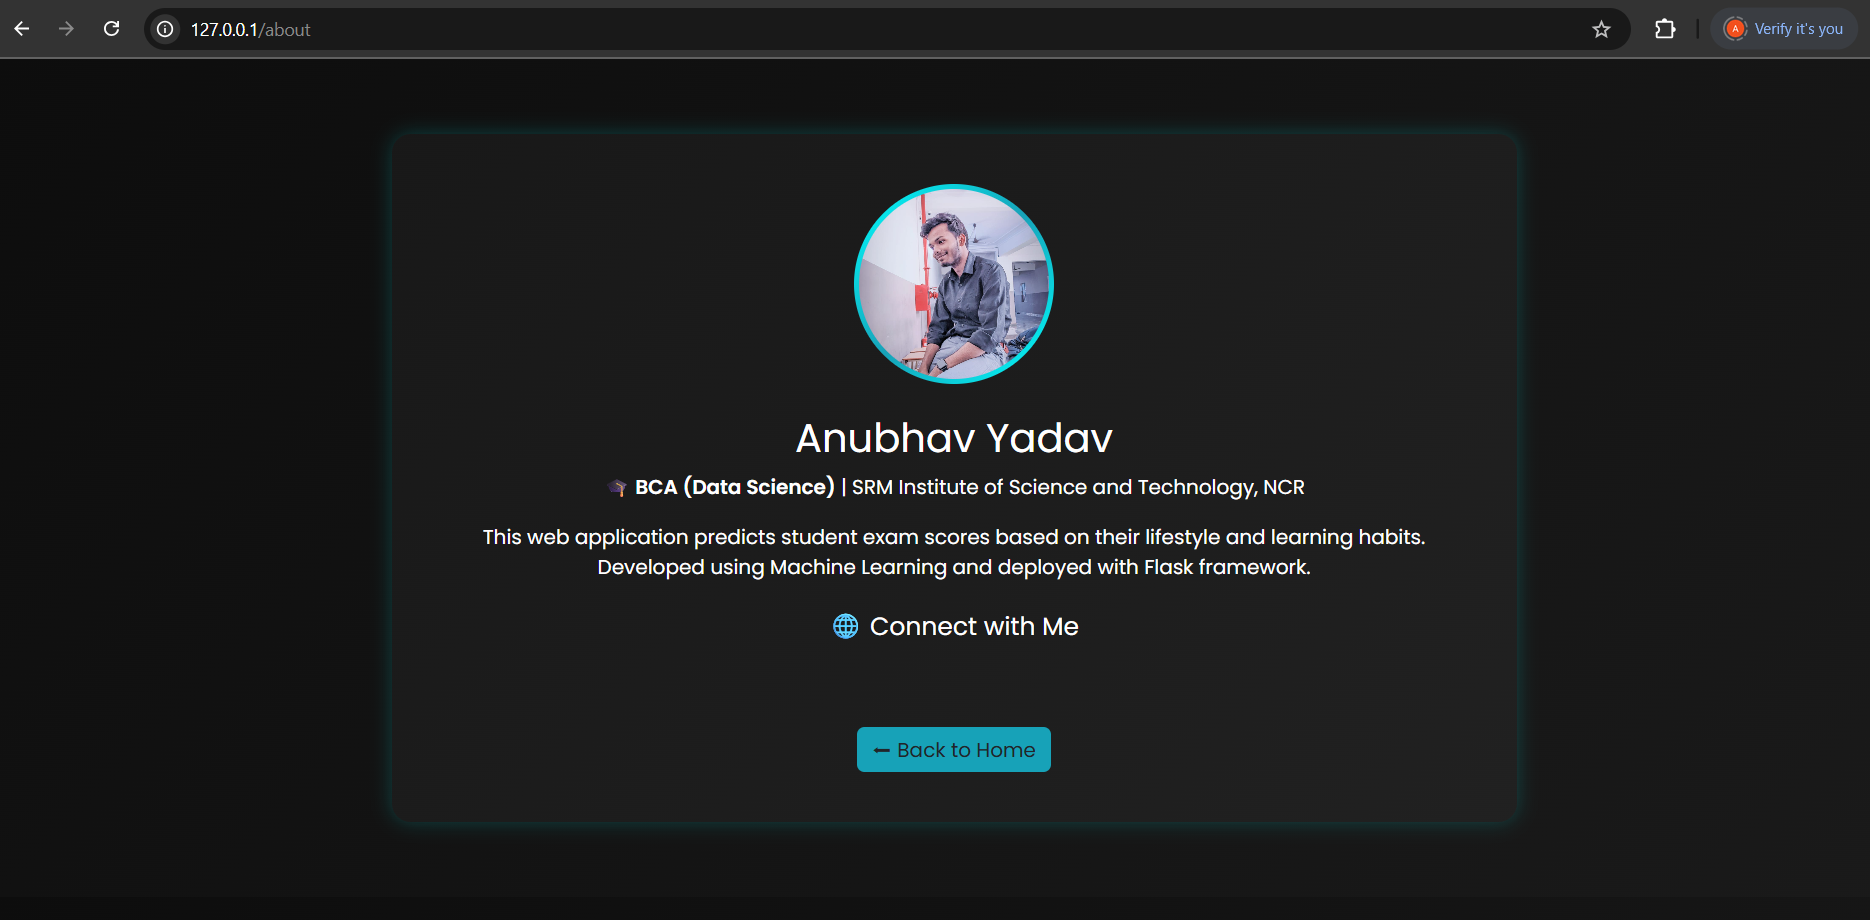 127.0.0.1/about
A Verify it's you
Anubhav Yadav
🎓 BCA (Data Science) | SRM Institute of Science and Technology, NCR
This web application predicts student exam scores based on their lifestyle and learning habits.
Developed using Machine Learning and deployed with Flask framework.
🌐 Connect with Me
⬅ Back to Home